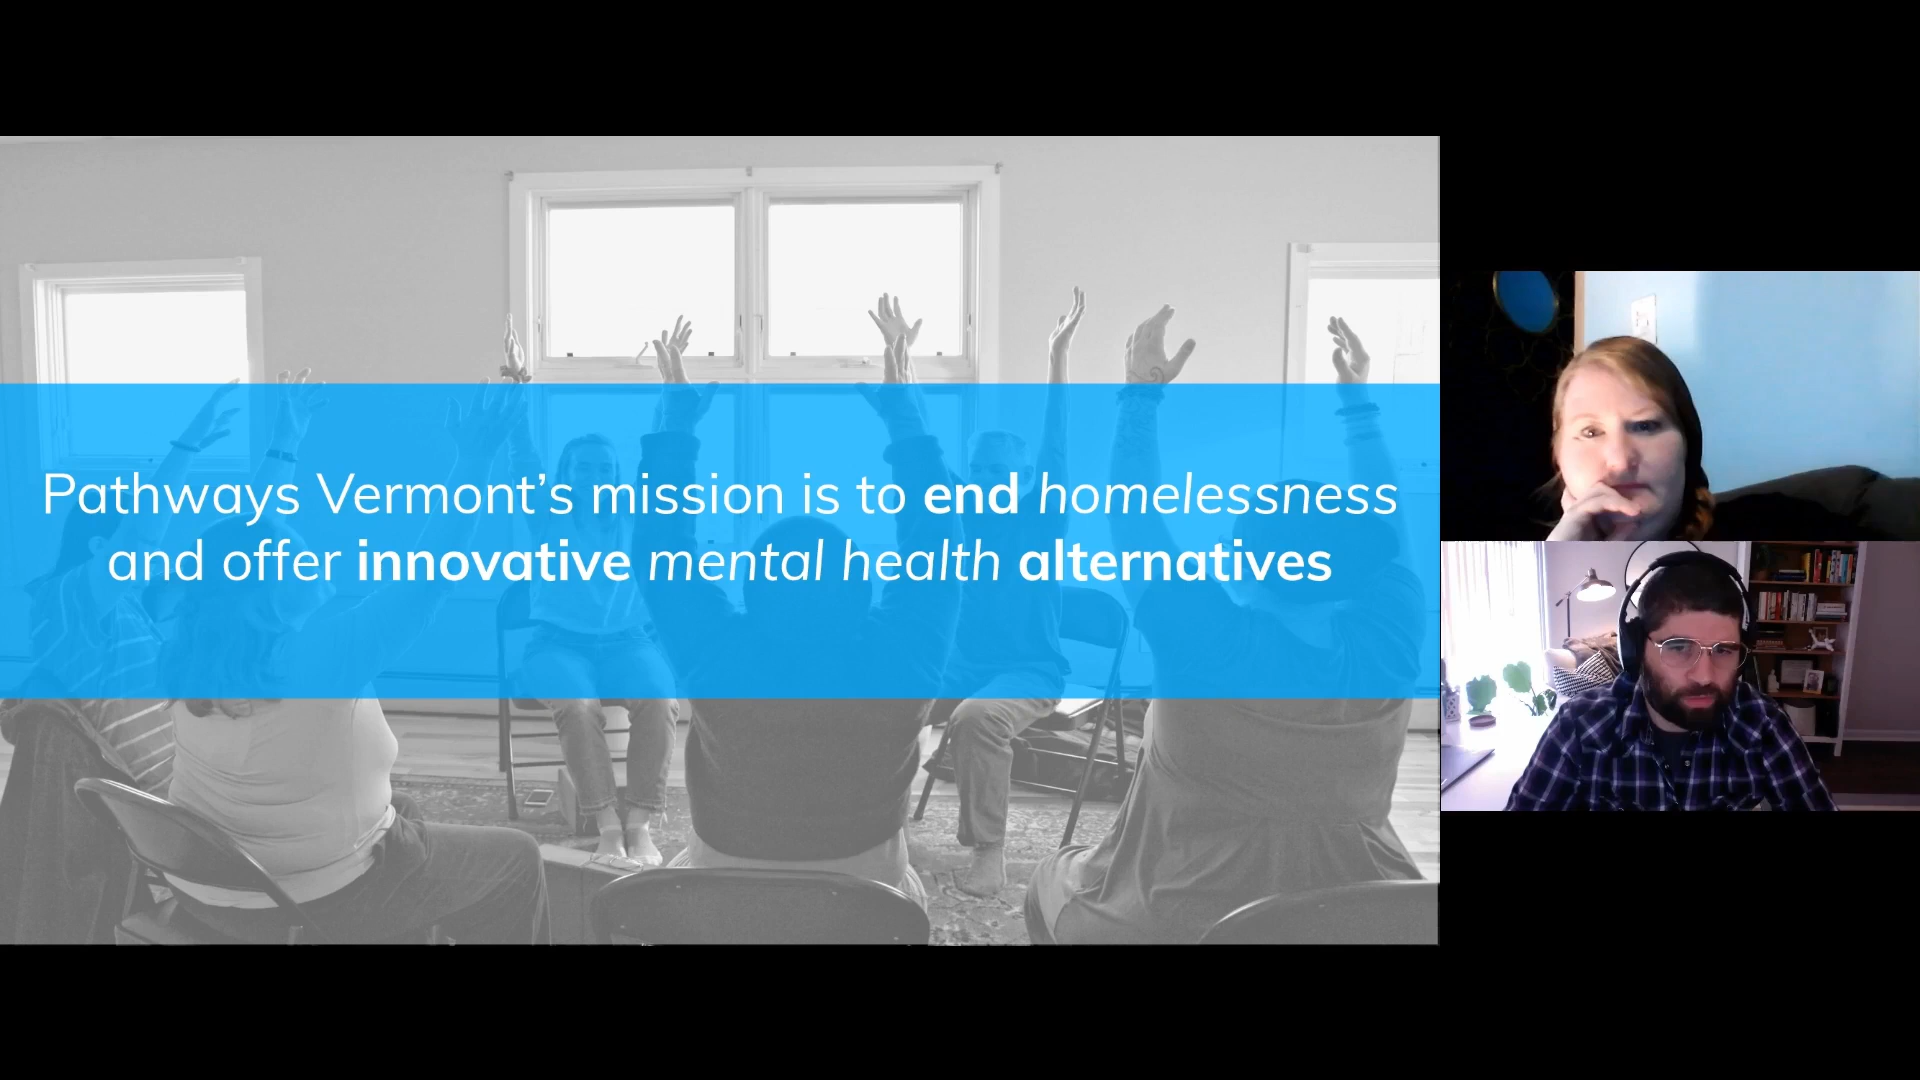 Pathways Vermont’s mission is to end homelessness
and offer innovative mental health alternatives